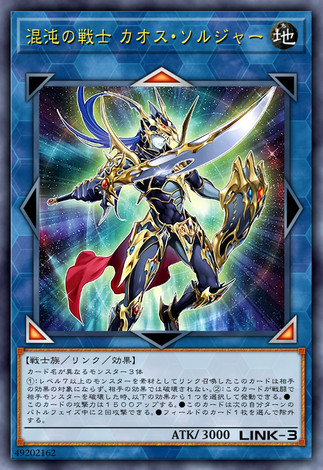 混沌の戦士 カオス・ソルジャー
地
【戦士族／リンク／効果】
カード名が異なるモンスター３体
①：レベル７以上のモンスターを素材としてリンク召喚したこのカードは相手
の効果の対象にならず、相手の効果では破壊されない。②：このカードが戦闘で
相手モンスターを破壊した時、以下の効果から１つを選択して発動できる。●
このカードの攻撃力は１５００アップする。●このカードは次の自分ターンの
バトルフェイズ中に２回攻撃できる。●フィールドのカード１枚を選んで除外
する。
ATK/ 3000 LINK-3
49202162